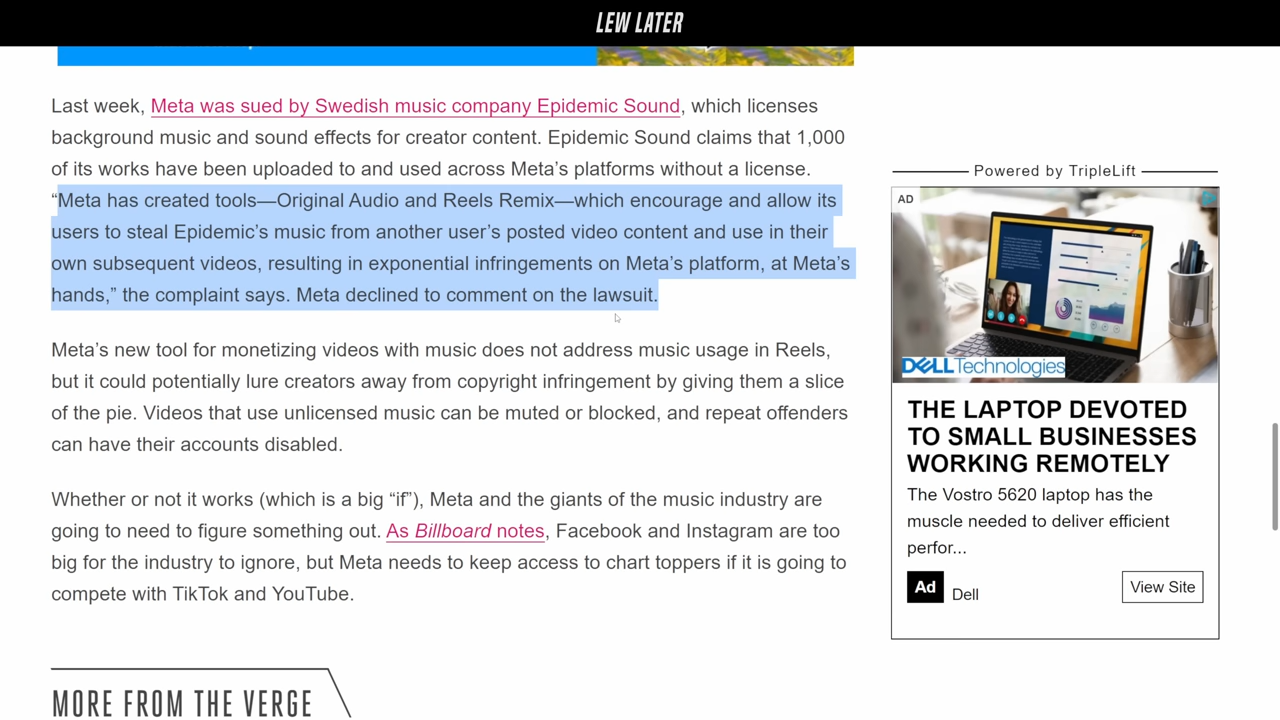 LEW LATER
Last week, Meta was sued by Swedish music company Epidemic Sound, which licenses
background music and sound effects for creator content. Epidemic Sound claims that 1,000
of its works have been uploaded to and used across Meta’s platforms without a license.
“Meta has created tools—Original Audio and Reels Remix—which encourage and allow its
users to steal Epidemic’s music from another user’s posted video content and use in their
own subsequent videos, resulting in exponential infringements on Meta’s platform, at Meta’s
hands,” the complaint says. Meta declined to comment on the lawsuit.
Meta’s new tool for monetizing videos with music does not address music usage in Reels,
but it could potentially lure creators away from copyright infringement by giving them a slice
of the pie. Videos that use unlicensed music can be muted or blocked, and repeat offenders
can have their accounts disabled.
Whether or not it works (which is a big “if”), Meta and the giants of the music industry are
going to need to figure something out. As Billboard notes, Facebook and Instagram are too
big for the industry to ignore, but Meta needs to keep access to chart toppers if it is going to
compete with TikTok and YouTube.
MORE FROM THE VERGE
Powered by TripleLift
AD
DELL Technologies
THE LAPTOP DEVOTED
TO SMALL BUSINESSES
WORKING REMOTELY
The Vostro 5620 laptop has the
muscle needed to deliver efficient
perfor...
Ad
Dell
View Site